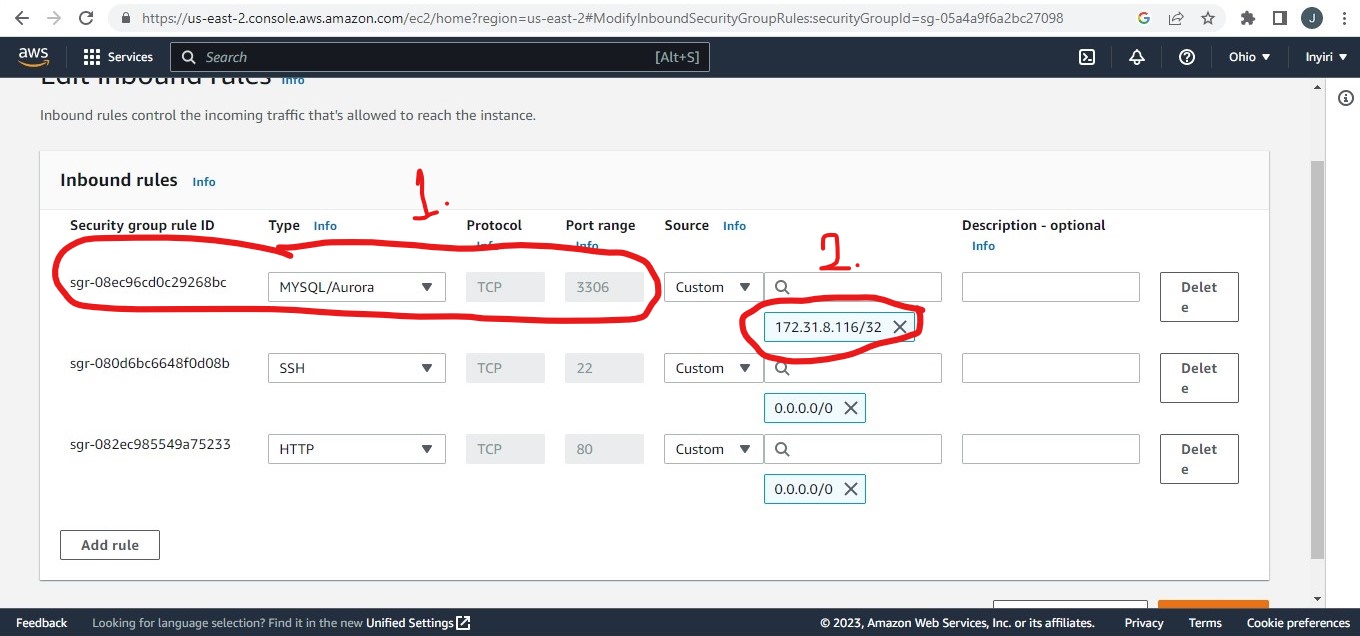 https://us-east-2.console.aws.amazon.com/ec2/home?region=us-east-2#ModifyInboundSecurityGroupRules:securityGroupId=sg-05a4a9f6a2bc27098
J
aws Services Search [Alt+S] Ohio Inyiri
Edit inbound rules Info
Inbound rules control the incoming traffic that's allowed to reach the instance.
Inbound rules Info
1.
Security group rule ID Type Info Protocol Info Port range Info Source Info Description - optional Info
2.
sgr-08ec96cd0c29268bc MYSQL/Aurora TCP 3306 Custom Delete
172.31.8.116/32
sgr-080d6bc6648f0d08b SSH TCP 22 Custom Delete
0.0.0.0/0
sgr-082ec985549a75233 HTTP TCP 80 Custom Delete
0.0.0.0/0
Add rule
Feedback Looking for language selection? Find it in the new Unified Settings © 2023, Amazon Web Services, Inc. or its affiliates. Privacy Terms Cookie preferences